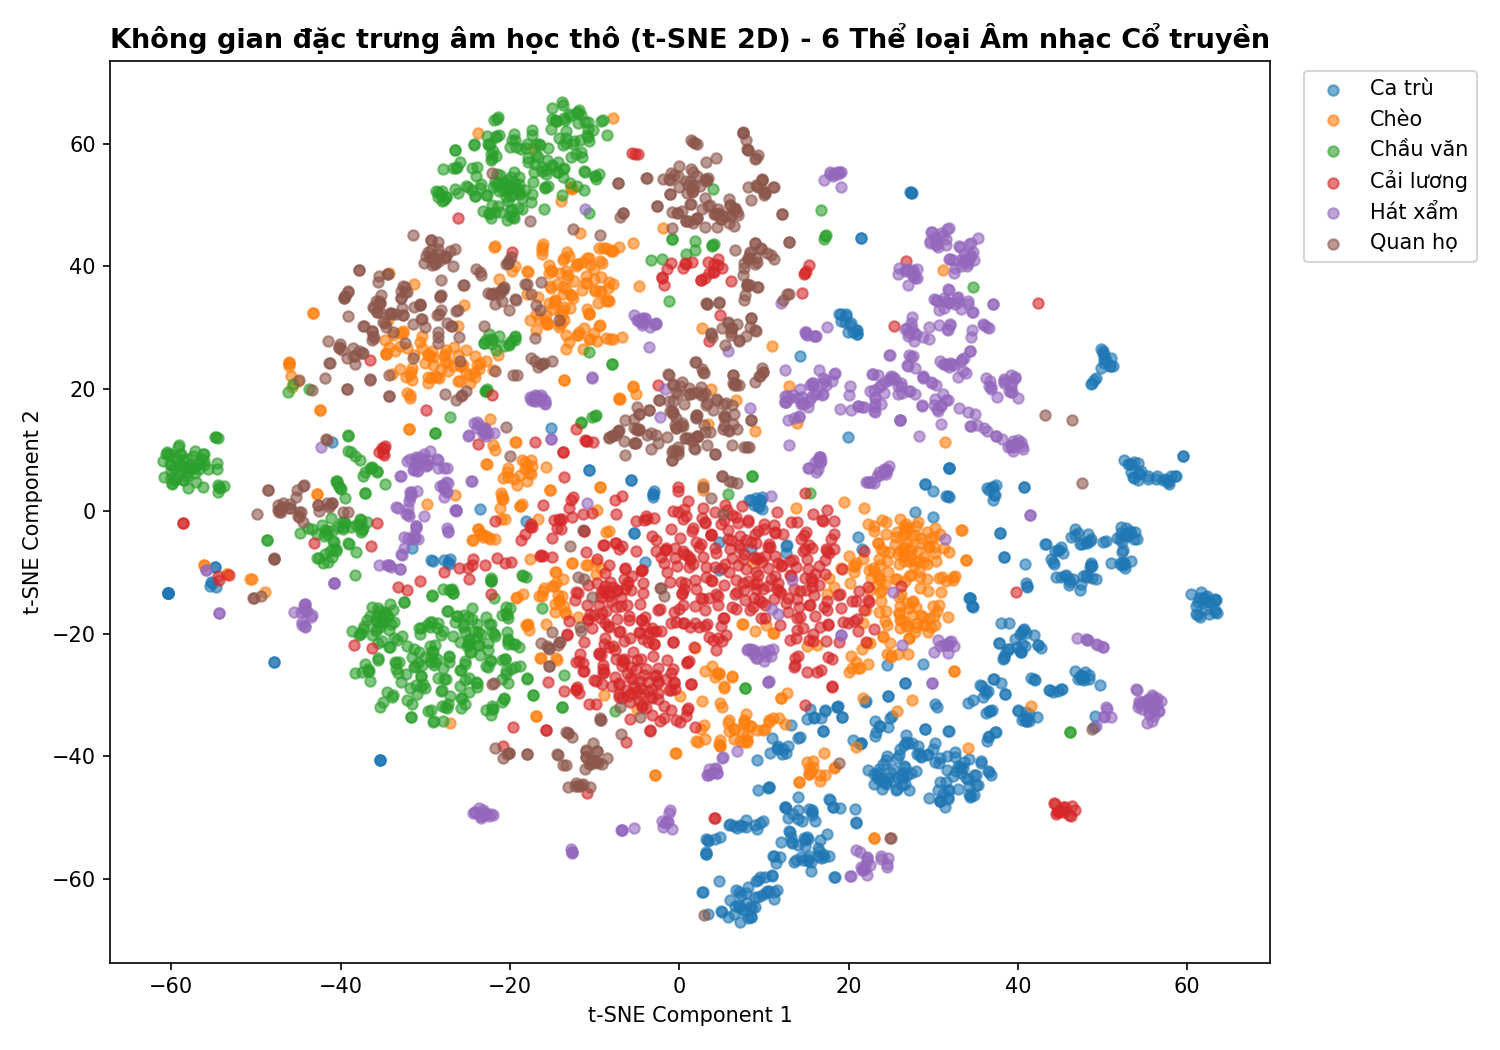 Không gian đặc trưng âm học thô (t-SNE 2D) - 6 Thể loại Âm nhạc Cổ truyền
Ca trù
Chèo
Chầu văn
Cải lương
Hát xẩm
Quan họ
t-SNE Component 2
60
40
20
0
−20
−40
−60
−60
−40
−20
0
20
40
60
t-SNE Component 1